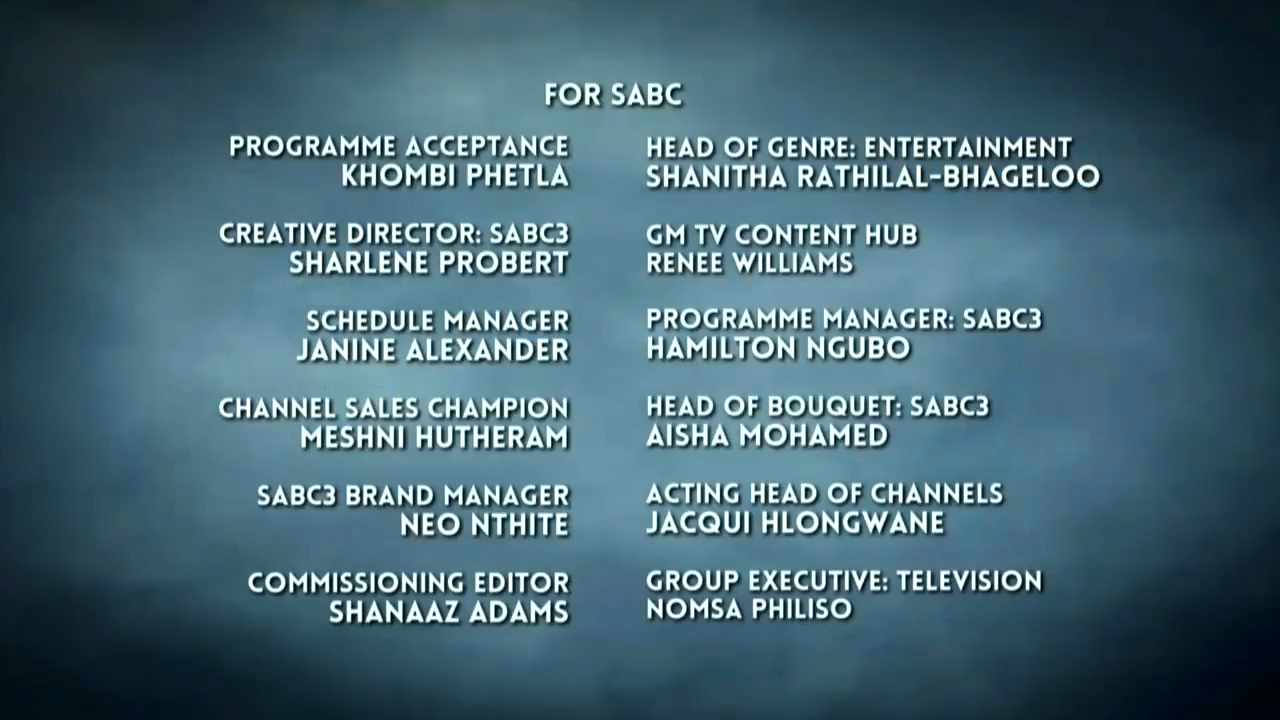 FOR SABC
PROGRAMME ACCEPTANCE
KHOMBI PHETLA
CREATIVE DIRECTOR: SABC3
SHARLENE PROBERT
SCHEDULE MANAGER
JANINE ALEXANDER
CHANNEL SALES CHAMPION
MESHNI HUTHERAM
SABC3 BRAND MANAGER
NEO NTHITE
COMMISSIONING EDITOR
SHANAAZ ADAMS
HEAD OF GENRE: ENTERTAINMENT
SHANITHA RATHILAL-BHAGELOO
GM TV CONTENT HUB
RENEE WILLIAMS
PROGRAMME MANAGER: SABC3
HAMILTON NGUBO
HEAD OF BOUQUET: SABC3
AISHA MOHAMED
ACTING HEAD OF CHANNELS
JACQUI HLONGWANE
GROUP EXECUTIVE: TELEVISION
NOMSA PHILISO